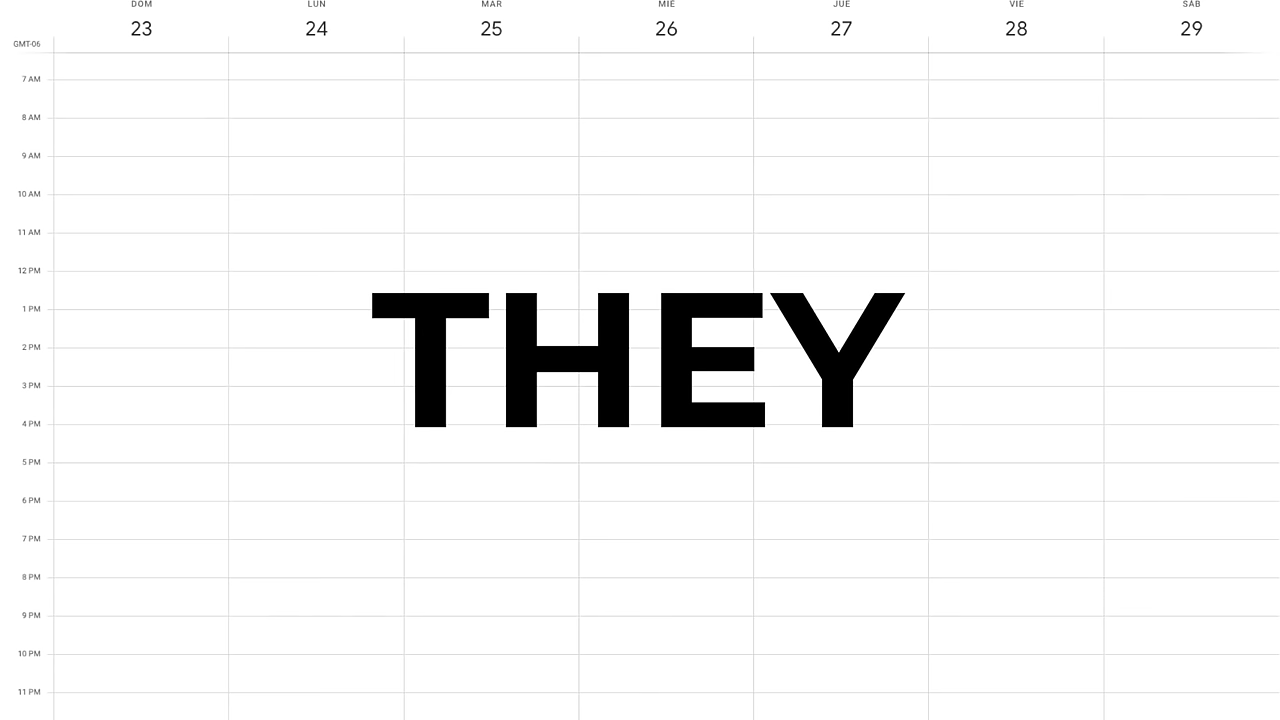 DOM LUN MAR MIE JUE VIE SAB
23 24 25 26 27 28 29
GMT-06
7 AM
8 AM
9 AM
10 AM
11 AM
12 PM
1 PM
THEY
2 PM
3 PM
4 PM
5 PM
6 PM
7 PM
8 PM
9 PM
10 PM
11 PM